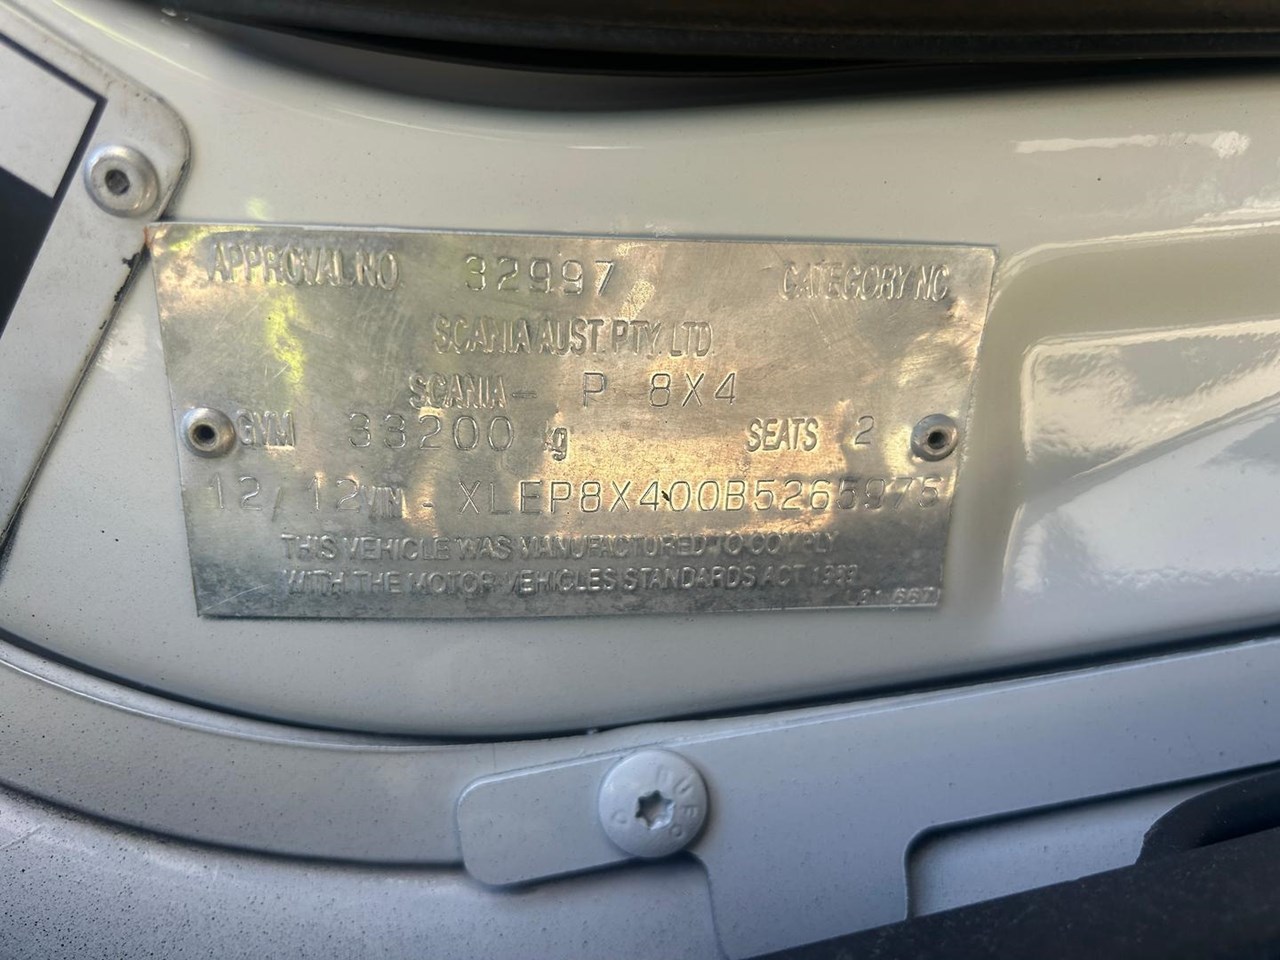 APPROVAL NO 32997 CATEGORY NC
SCANIA AUST. PTY. LTD.
SCANIA - P 8X4
GVM 33200 kg SEATS 2
12/12 VIN - XLEP8X400B5265975
THIS VEHICLE WAS MANUFACTURED TO COMPLY
WITH THE MOTOR VEHICLES STANDARDS ACT 1989